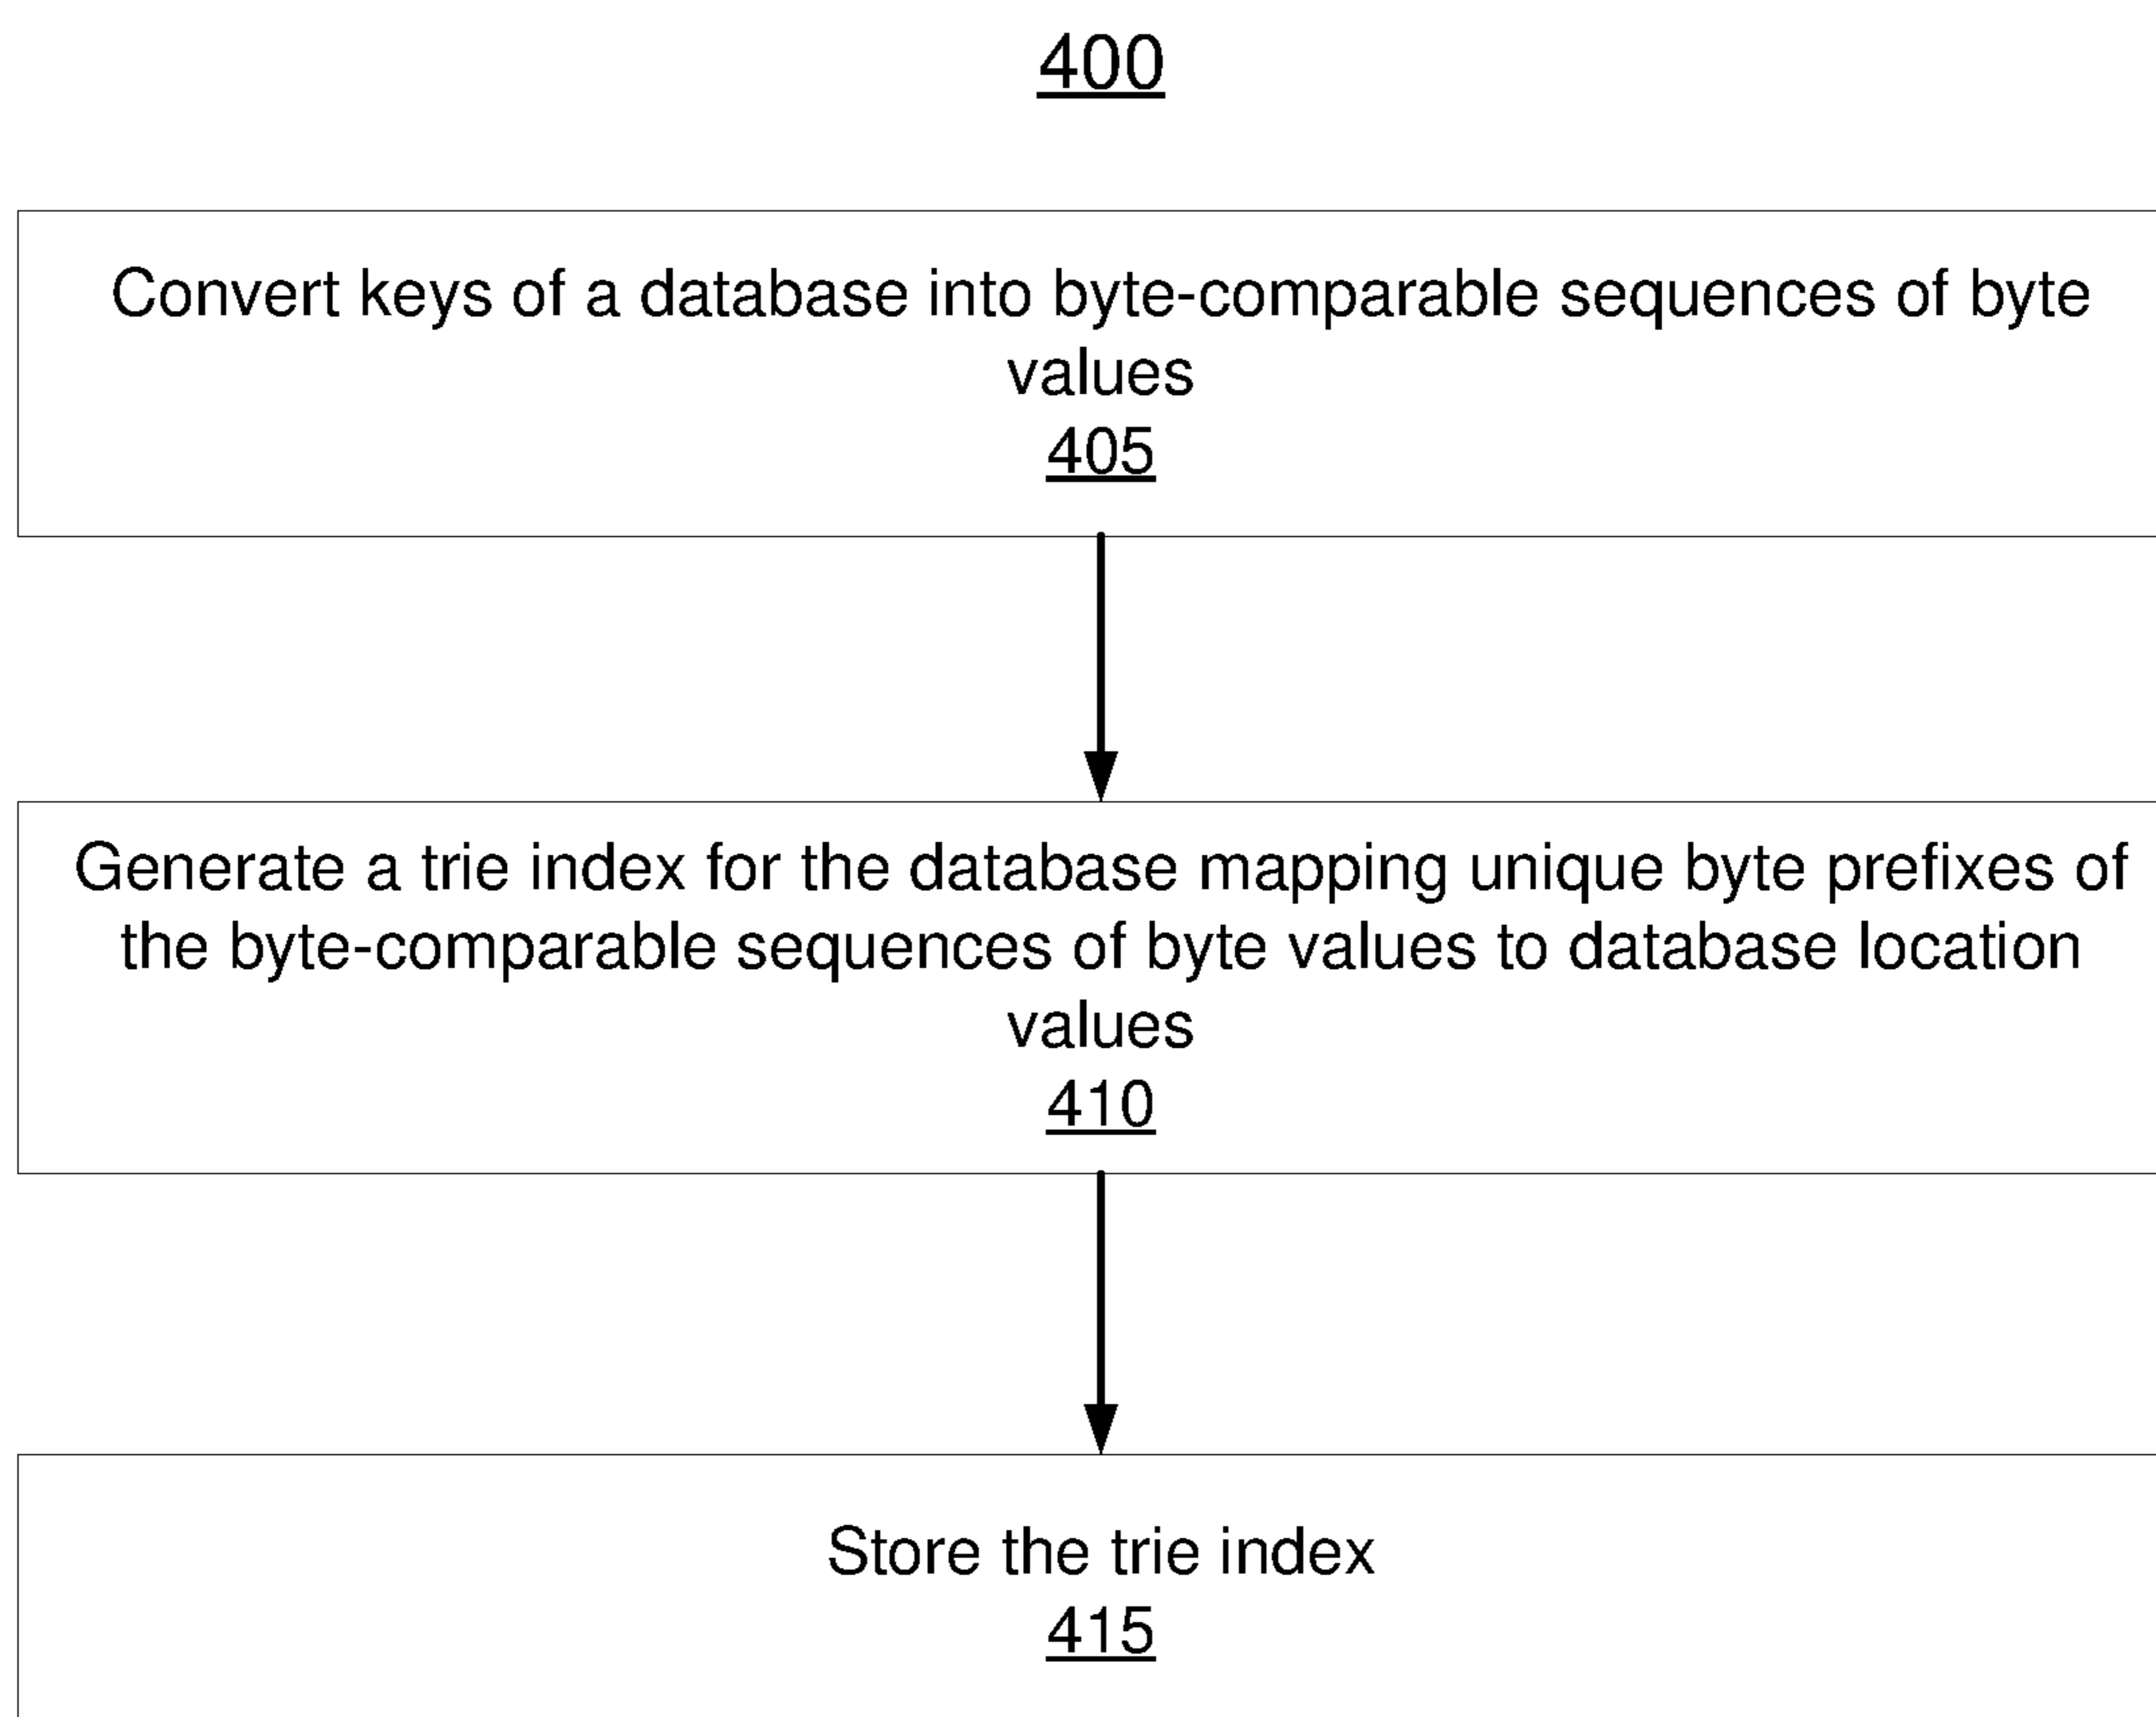 400
Convert keys of a database into byte-comparable sequences of byte
values
405
Generate a trie index for the database mapping unique byte prefixes of
the byte-comparable sequences of byte values to database location
values
410
Store the trie index
415